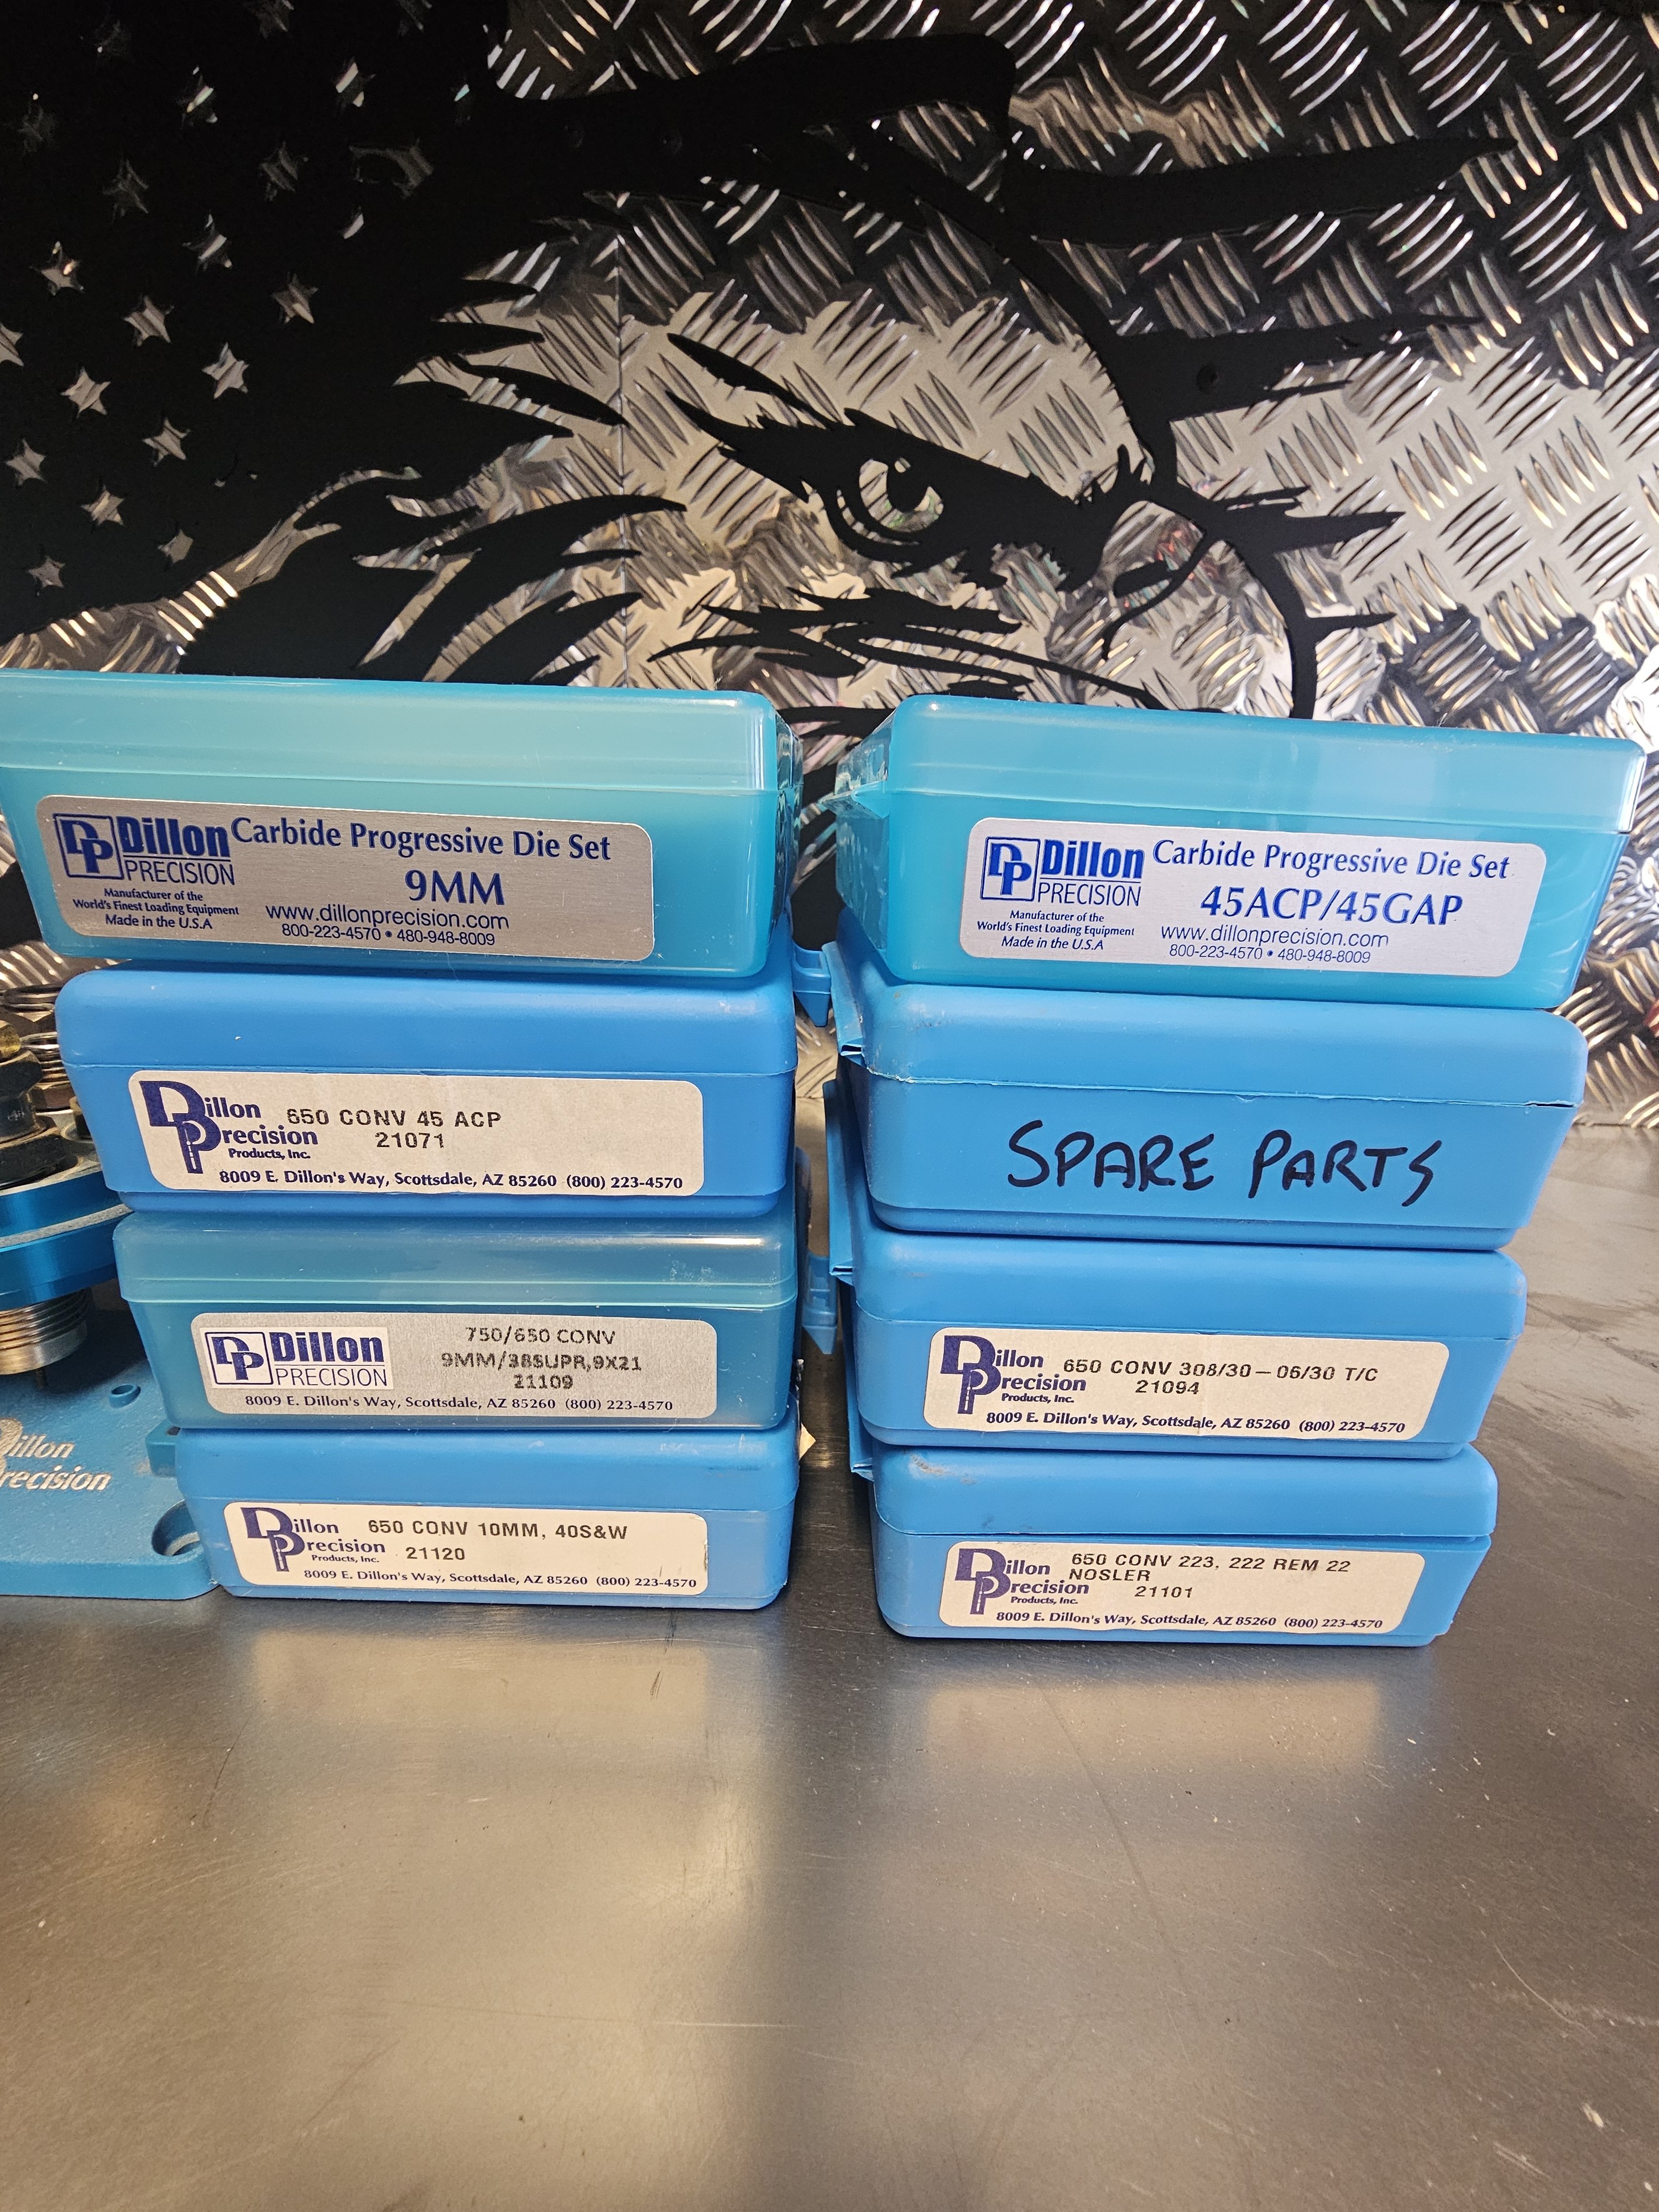 DP Dillon Carbide Progressive Die Set
PRECISION 9MM
Manufacturer of the
World's Finest Loading Equipment
Made in the U.S.A
www.dillonprecision.com
800-223-4570 • 480-948-8009
Dillon 650 CONV 45 ACP
Precision 21071
Products, Inc.
8009 E. Dillon's Way, Scottsdale, AZ 85260 (800) 223-4570
DP Dillon
PRECISION
750/650 CONV
9MM/38SUPR,9X21
21109
8009 E. Dillon's Way, Scottsdale, AZ 85260 (800) 223-4570
Dillon 650 CONV 10MM, 40S&W
Precision 21120
Products, Inc.
8009 E. Dillon's Way, Scottsdale, AZ 85260 (800) 223-4570
DP Dillon Carbide Progressive Die Set
PRECISION 45ACP/45GAP
Manufacturer of the
World's Finest Loading Equipment
Made in the U.S.A
www.dillonprecision.com
800-223-4570 • 480-948-8009
SPARE PARTS
Dillon 650 CONV 308/30-06/30 T/C
Precision 21094
Products, Inc.
8009 E. Dillon's Way, Scottsdale, AZ 85260 (800) 223-4570
Dillon 650 CONV 223, 222 REM 22
NOSLER
Precision 21101
Products, Inc.
8009 E. Dillon's Way, Scottsdale, AZ 85260 (800) 223-4570
illon
recision